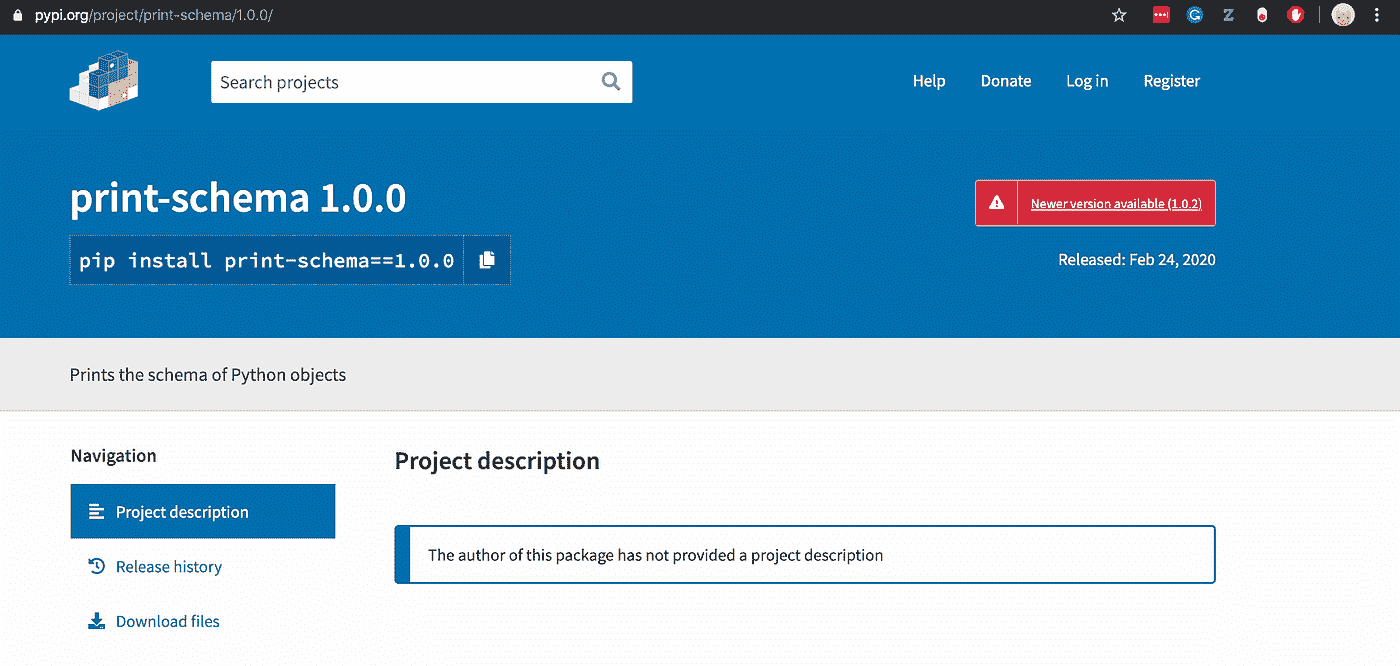 pypi.org/project/print-schema/1.0.0/
Search projects
Help
Donate
Log in
Register
print-schema 1.0.0
Newer version available (1.0.2)
pip install print-schema==1.0.0
Released: Feb 24, 2020
Prints the schema of Python objects
Navigation
Project description
Project description
The author of this package has not provided a project description
Release history
Download files